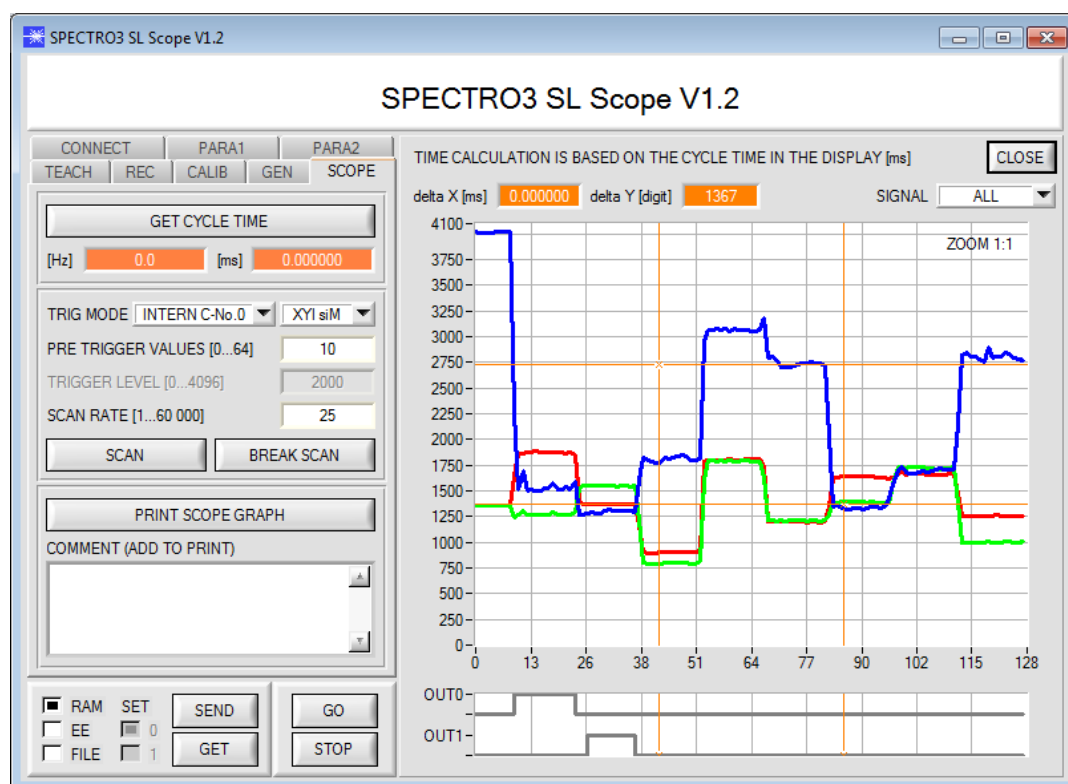 SPECTRO3 SL Scope V1.2
SPECTRO3 SL Scope V1.2
CONNECT PARA1 PARA2
TEACH REC CALIB GEN SCOPE
GET CYCLE TIME
[Hz] 0.0 [ms] 0.000000
TRIG MODE INTERN C-No.0 XYI siM
PRE TRIGGER VALUES [0...64] 10
TRIGGER LEVEL [0...4096] 2000
SCAN RATE [1...60 000] 25
SCAN BREAK SCAN
PRINT SCOPE GRAPH
COMMENT (ADD TO PRINT)
RAM SET SEND GO
EE 0
FILE 1 GET STOP
TIME CALCULATION IS BASED ON THE CYCLE TIME IN THE DISPLAY [ms] CLOSE
delta X [ms] 0.000000 delta Y [digit] 1367 SIGNAL ALL
ZOOM 1:1
4100
3750
3500
3250
3000
2750
2500
2250
2000
1750
1500
1250
1000
750
500
250
0
0 13 26 38 51 64 77 90 102 115 128
OUT0
OUT1